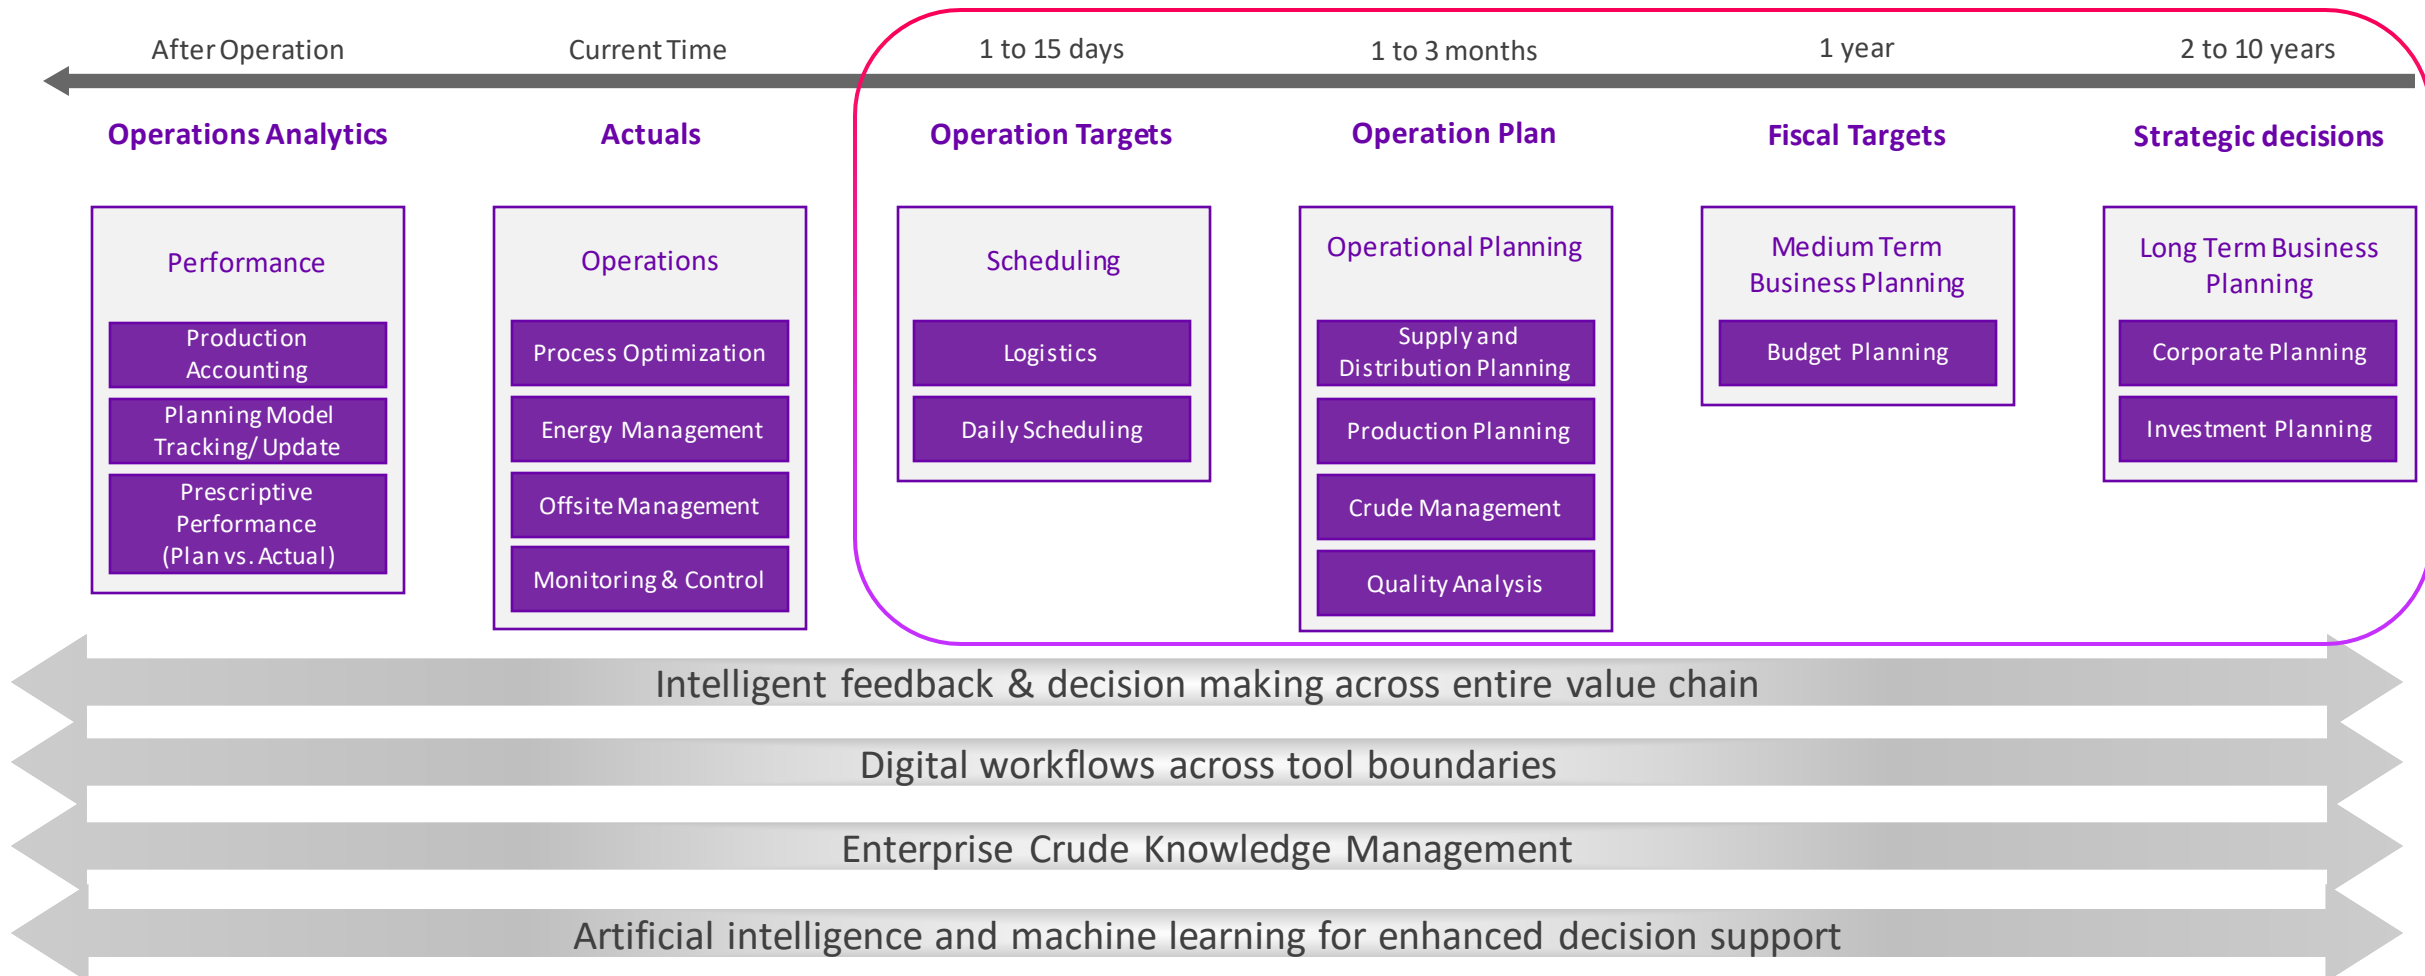 After Operation
Current Time
1 to 15 days
1 to 3 months
1 year
2 to 10 years
Operations Analytics
Actuals
Operation Targets
Operation Plan
Fiscal Targets
Strategic decisions
Performance
Production
Accounting
Planning Model
Tracking/ Update
Prescriptive
Performance
(Plan vs. Actual)
Operations
Process Optimization
Energy Management
Offsite Management
Monitoring & Control
Scheduling
Logistics
Daily Scheduling
Operational Planning
Supply and
Distribution Planning
Production Planning
Crude Management
Quality Analysis
Medium Term
Business Planning
Budget Planning
Long Term Business
Planning
Corporate Planning
Investment Planning
Intelligent feedback & decision making across entire value chain
Digital workflows across tool boundaries
Enterprise Crude Knowledge Management
Artificial intelligence and machine learning for enhanced decision support